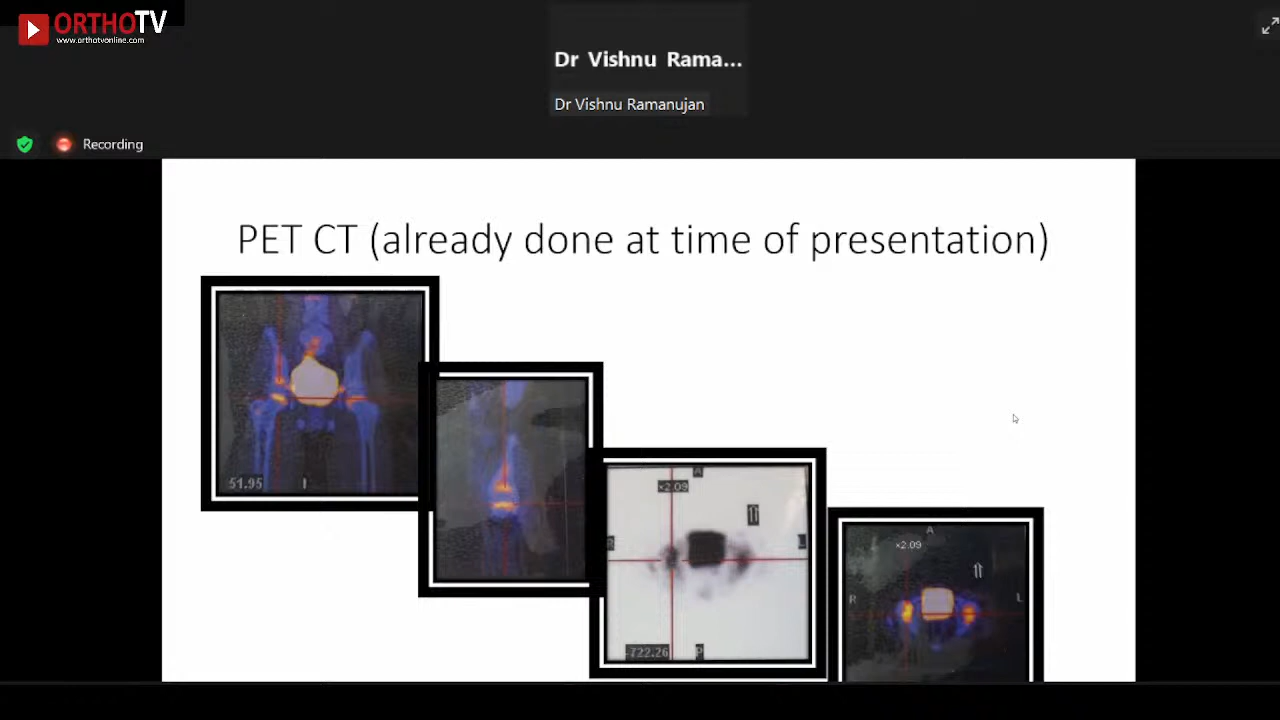 ORTHOTV
www.orthotvonline.com
Dr Vishnu Rama...
Dr Vishnu Ramanujan
Recording
PET CT (already done at time of presentation)
51.95
I
A
×2.09
R
L
-722.26
P
A
×2.09
R
L